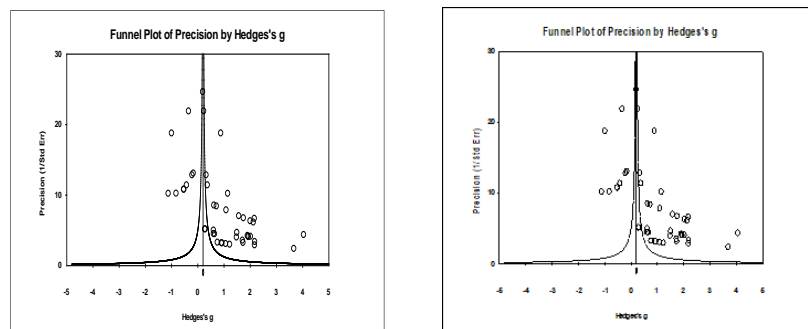 Funnel Plot of Precision by Hedges's g
30
20
10
0
Precision (1/Std Err)
-5 -4 -3 -2 -1 0 1 2 3 4 5
Hedges's g
Funnel Plot of Precision by Hedges's g
30
20
10
0
Precision (1/Std Err)
-5 -4 -3 -2 -1 0 1 2 3 4 5
Hedges's g